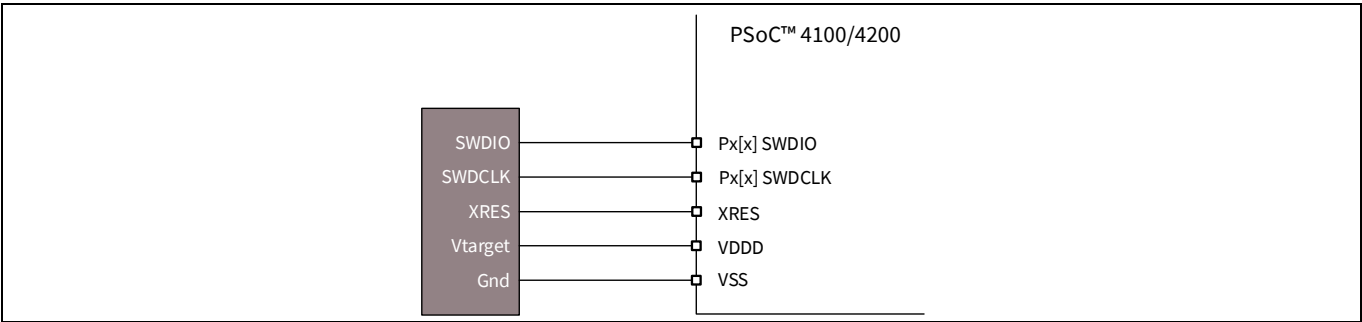 PSoC™ 4100/4200
SWDIO
Px[x] SWDIO
SWDCLK
Px[x] SWDCLK
XRES
XRES
Vtarget
VDDD
Gnd
VSS